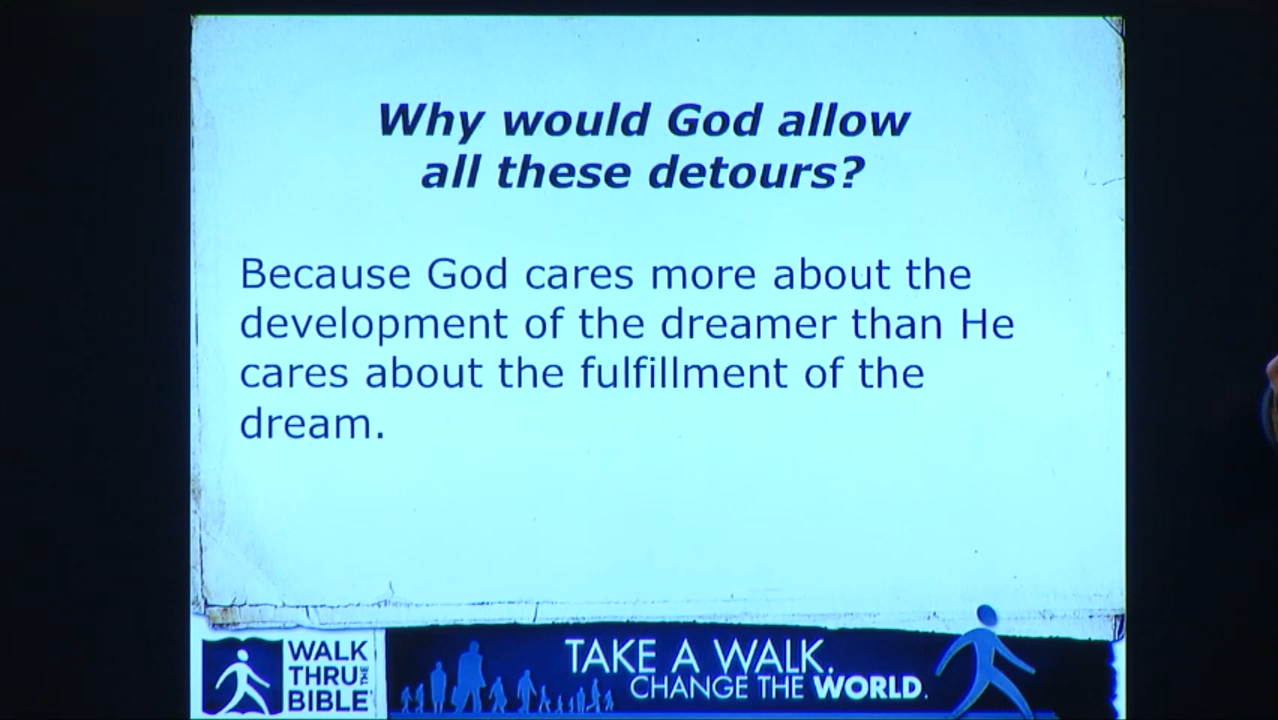 Why would God allow
all these detours?
Because God cares more about the
development of the dreamer than He
cares about the fulfillment of the
dream.
WALK
THRU THE
BIBLE
TAKE A WALK.
CHANGE THE WORLD.